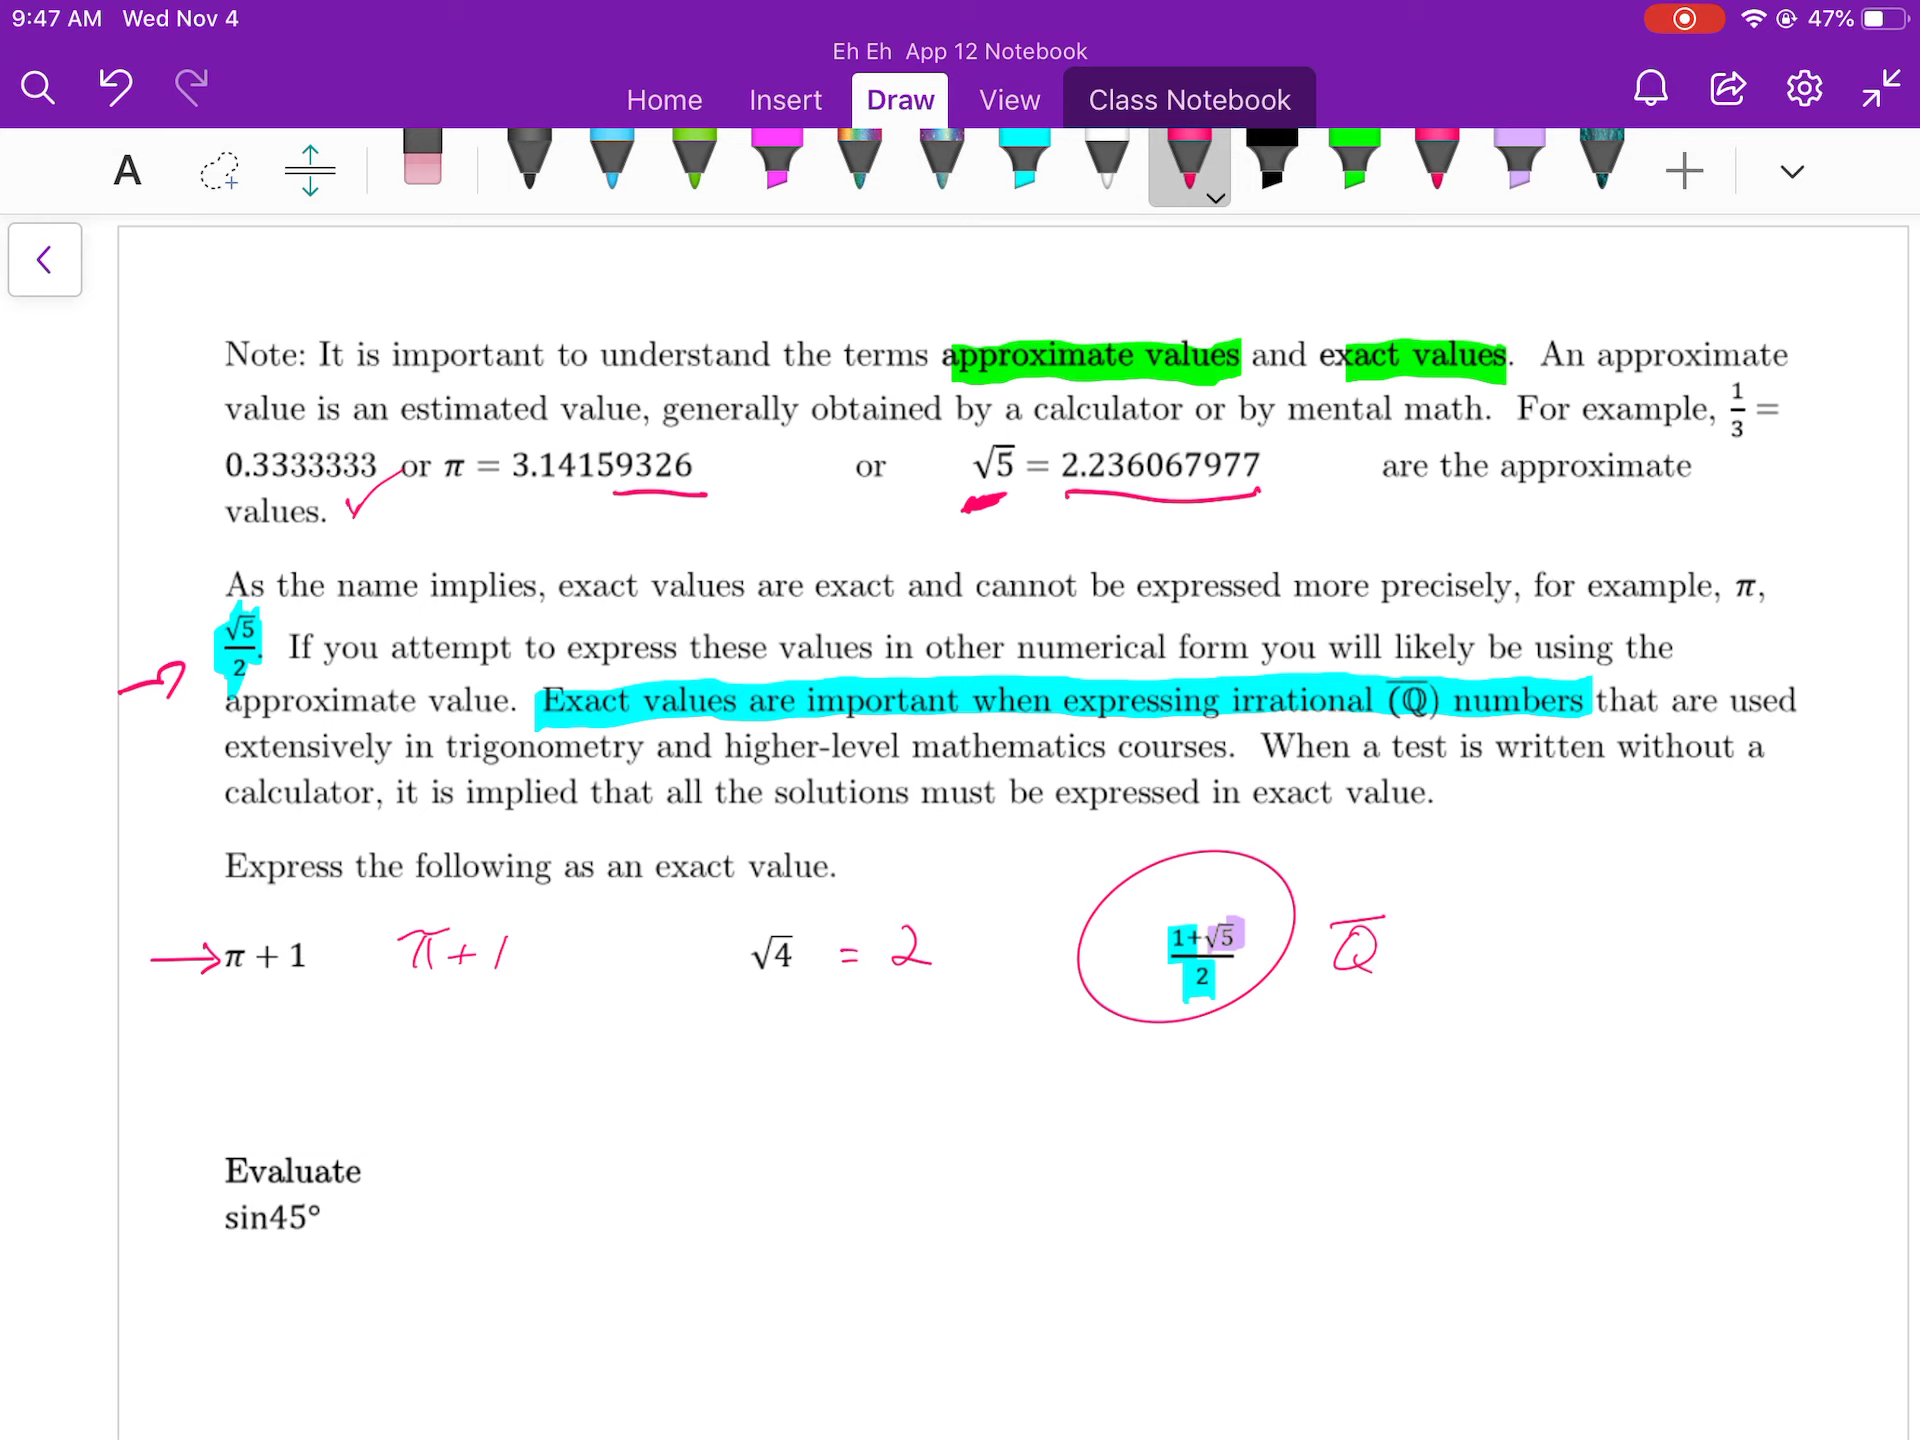 9:47 AM Wed Nov 4
47%
Eh Eh App 12 Notebook
Home Insert Draw View Class Notebook
A
Note: It is important to understand the terms approximate values and exact values. An approximate
value is an estimated value, generally obtained by a calculator or by mental math. For example, 1/3 =
0.3333333 or π = 3.14159326 or √5 = 2.236067977 are the approximate
values.
As the name implies, exact values are exact and cannot be expressed more precisely, for example, π,
√5/2. If you attempt to express these values in other numerical form you will likely be using the
approximate value. Exact values are important when expressing irrational (ℚ̅) numbers that are used
extensively in trigonometry and higher-level mathematics courses. When a test is written without a
calculator, it is implied that all the solutions must be expressed in exact value.
Express the following as an exact value.
π + 1 π+1 √4 = 2 (1+√5)/2 Q̅
Evaluate
sin45°